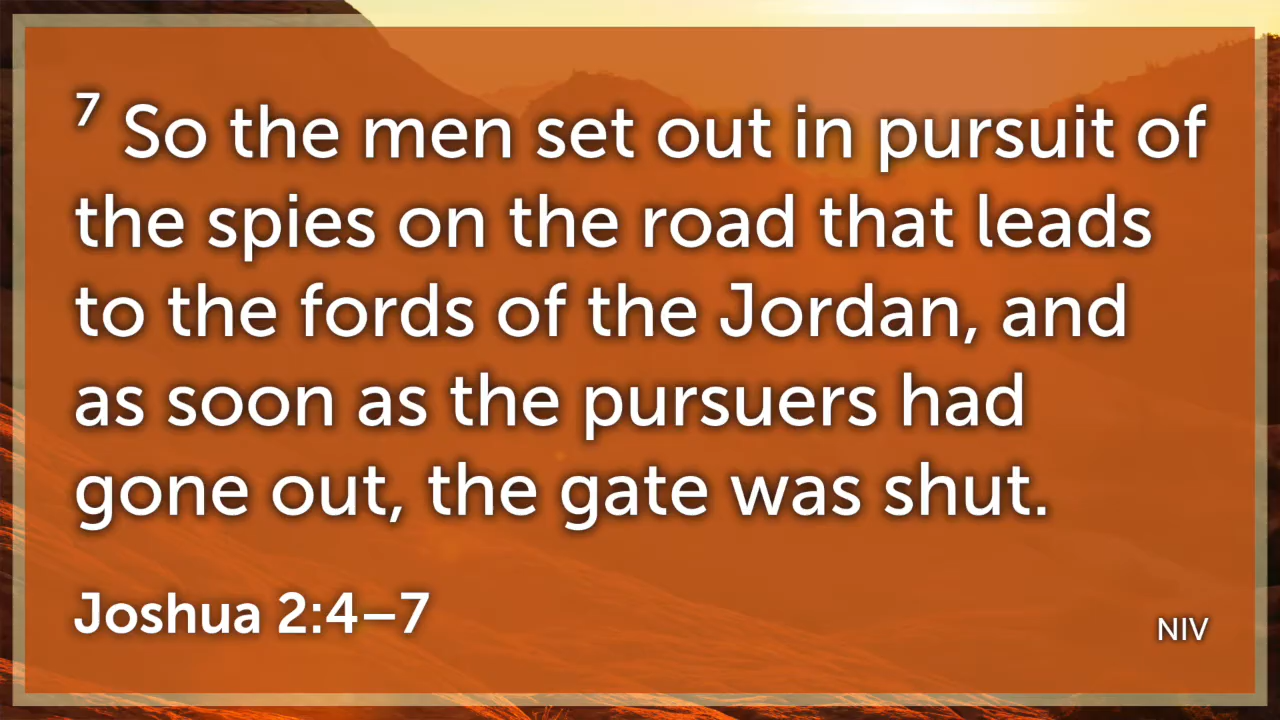 ⁷ So the men set out in pursuit of
the spies on the road that leads
to the fords of the Jordan, and
as soon as the pursuers had
gone out, the gate was shut.
Joshua 2:4–7
NIV